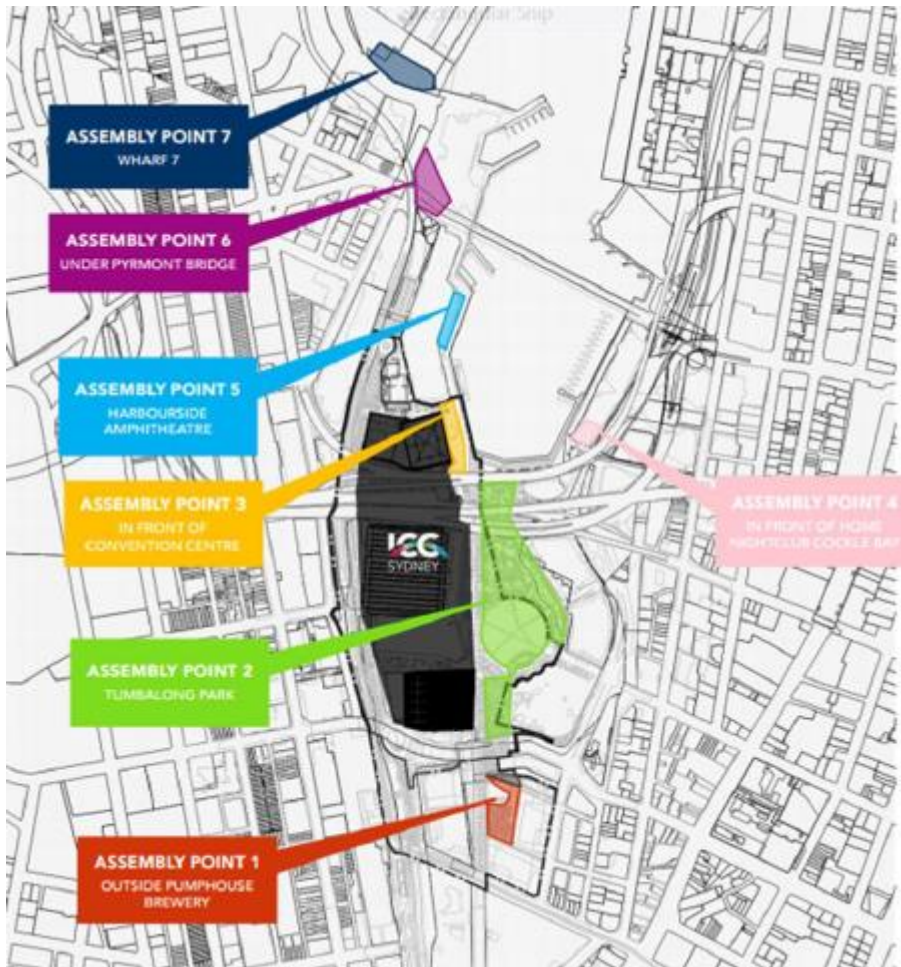 Rectangular Snip
ASSEMBLY POINT 7
WHARF 7
ASSEMBLY POINT 6
UNDER PYRMONT BRIDGE
ASSEMBLY POINT 5
HARBOURSIDE
AMPHITHEATRE
ASSEMBLY POINT 3
IN FRONT OF
CONVENTION CENTRE
ASSEMBLY POINT 4
IN FRONT OF HOME
NIGHTCLUB COCKLE BAY
ICC
SYDNEY
ASSEMBLY POINT 2
TUMBALONG PARK
ASSEMBLY POINT 1
OUTSIDE PUMPHOUSE
BREWERY